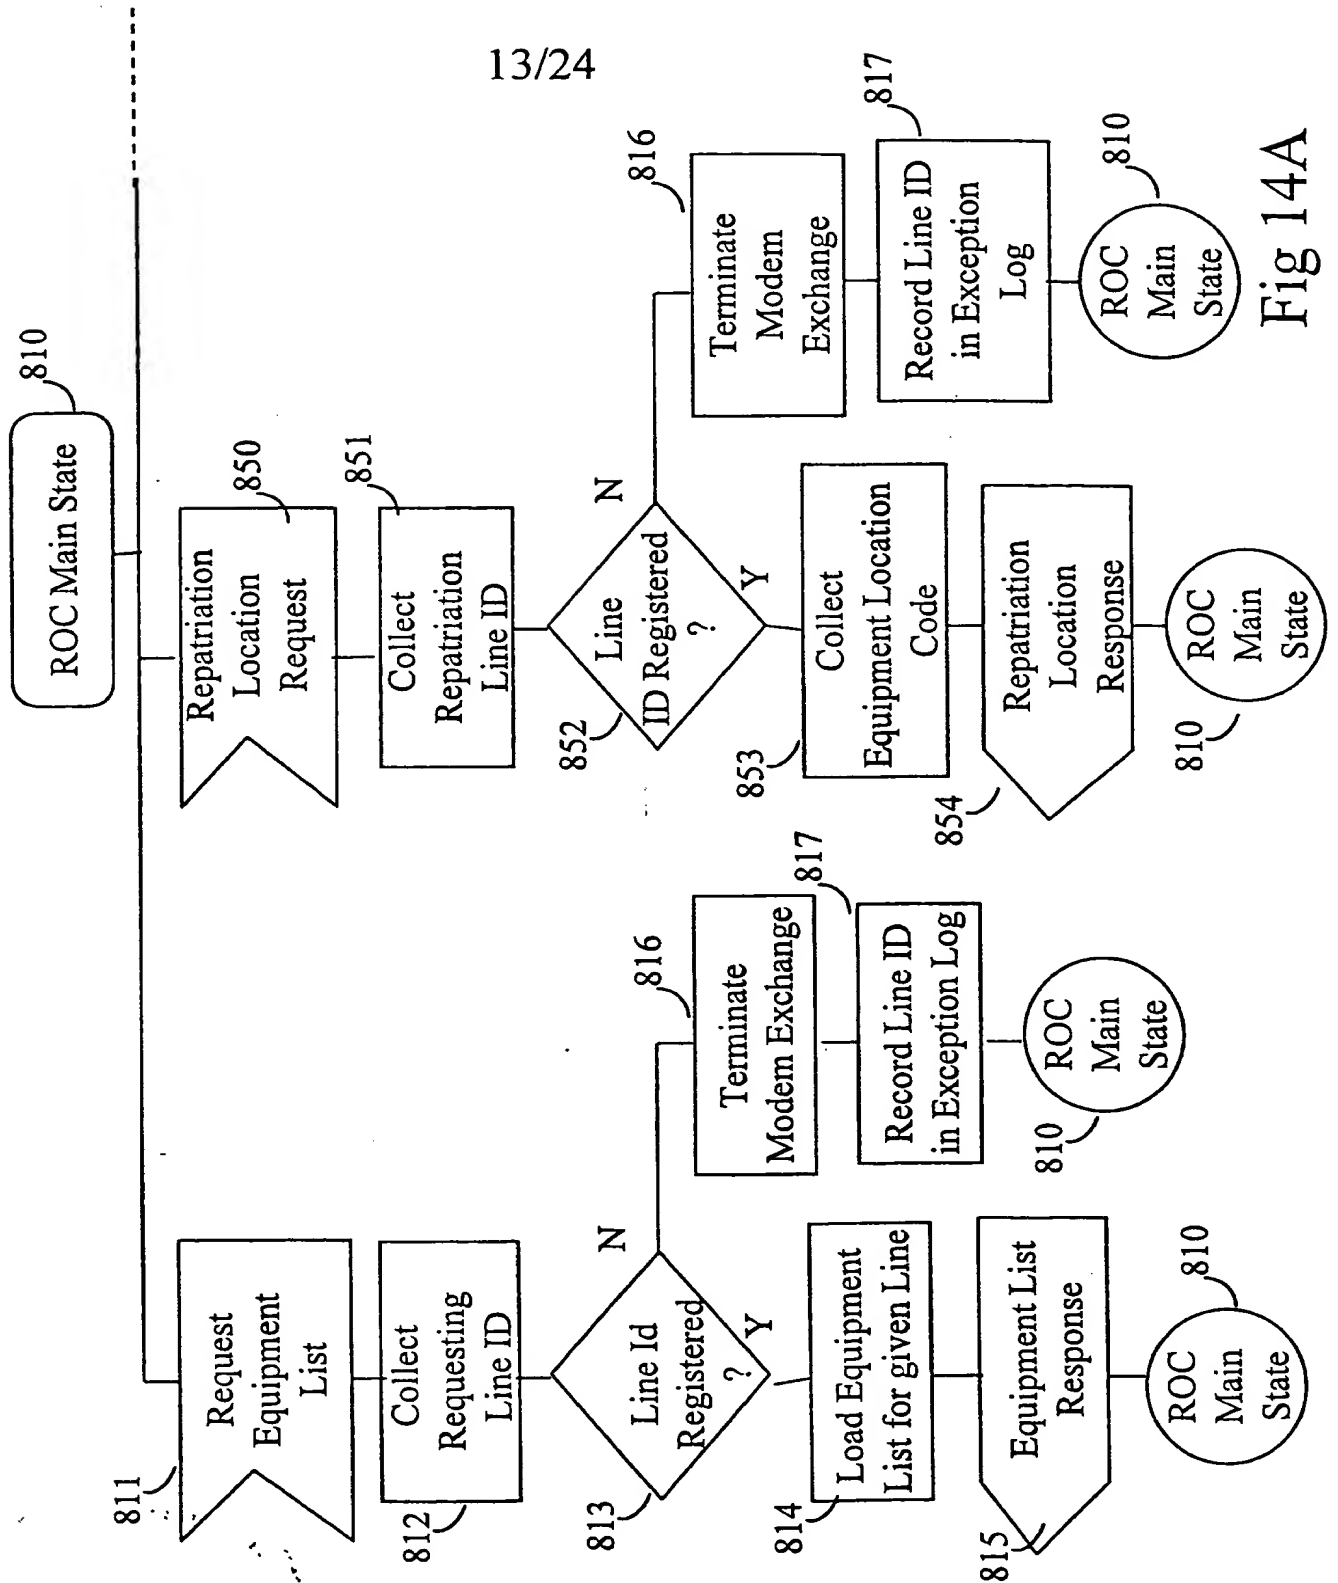 13/24
810
ROC Main State
811
Request
Equipment
List
812
Collect
Requesting
Line ID
813
Line Id
Registered
?
N
Y
814
Load Equipment
List for given Line
815
Equipment List
Response
810
ROC
Main
State
816
Terminate
Modem Exchange
817
Record Line ID
in Exception Log
810
ROC
Main
State
850
Repatriation
Location
Request
851
Collect
Repatriation
Line ID
852
Line
ID Registered
?
N
Y
853
Collect
Equipment Location
Code
854
Repatriation
Location
Response
810
ROC
Main
State
816
Terminate
Modem
Exchange
817
Record Line ID
in Exception
Log
810
ROC
Main
State
Fig 14A